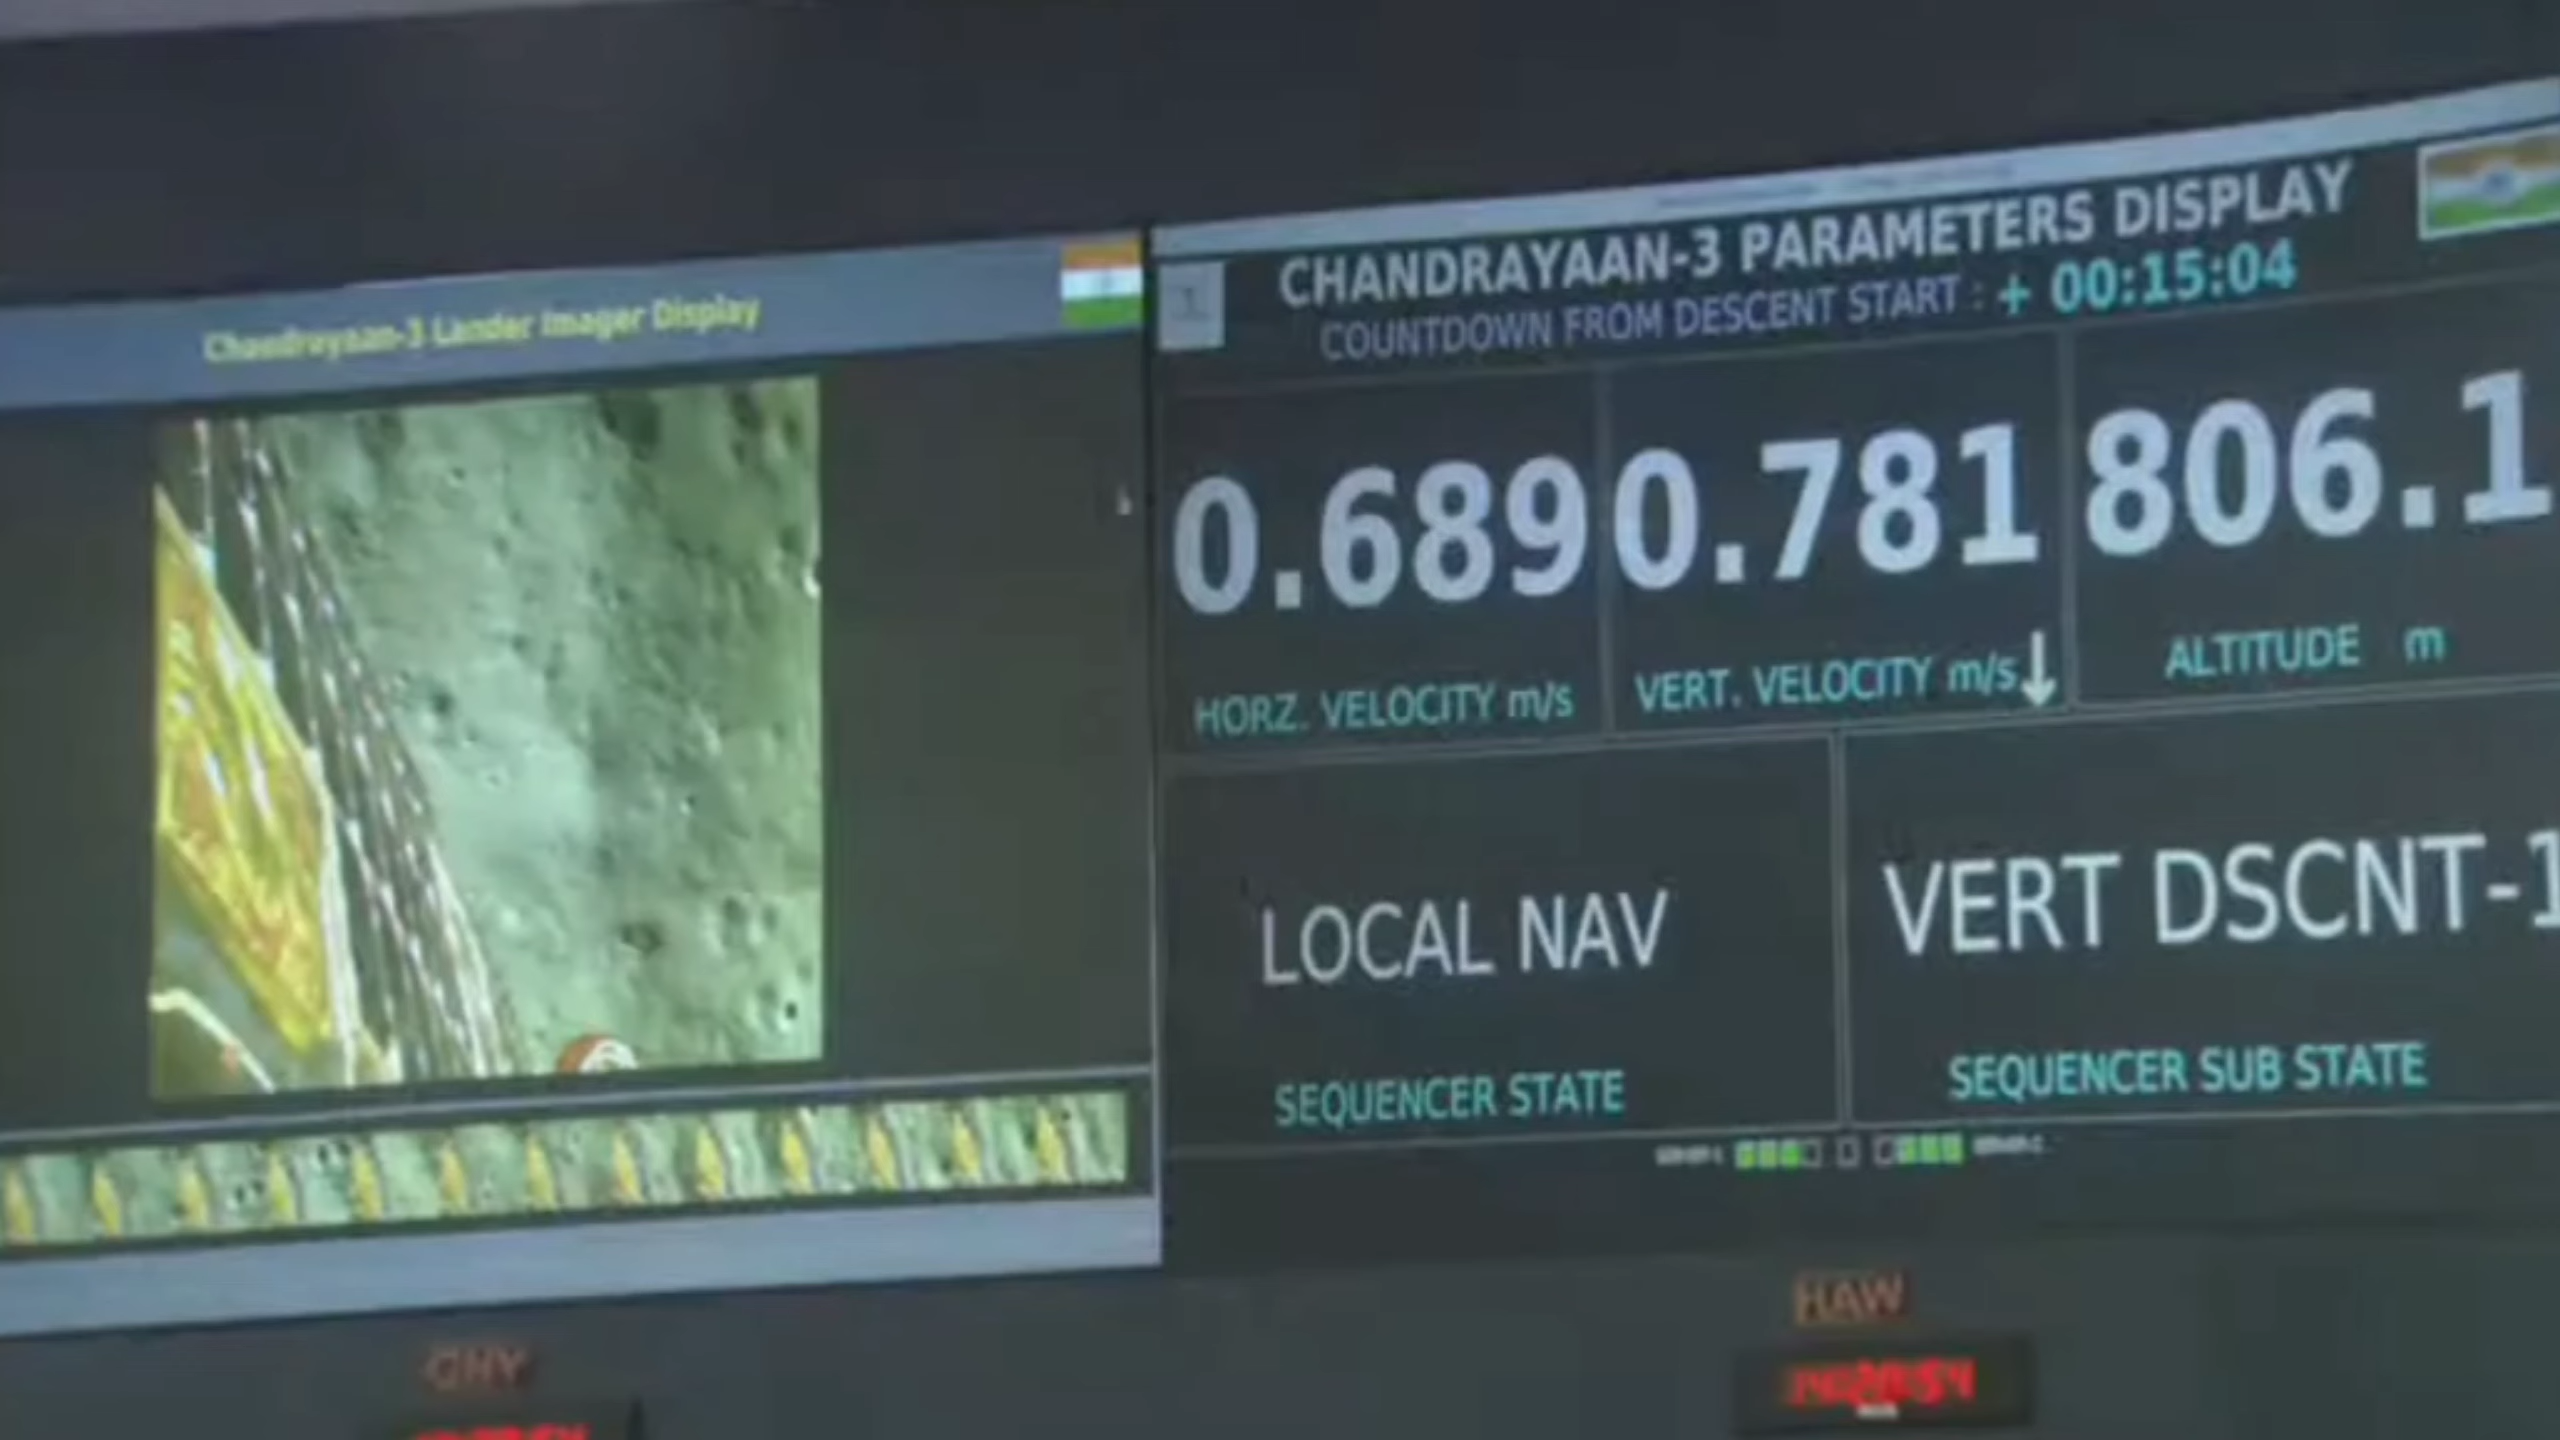 Chandrayaan-3 Lander Imager Display
1
CHANDRAYAAN-3 PARAMETERS DISPLAY
COUNTDOWN FROM DESCENT START : + 00:15:04
0.689
HORZ. VELOCITY m/s
0.781
VERT. VELOCITY m/s
806.1
ALTITUDE m
LOCAL NAV
SEQUENCER STATE
VERT DSCNT-1
SEQUENCER SUB STATE
HAW